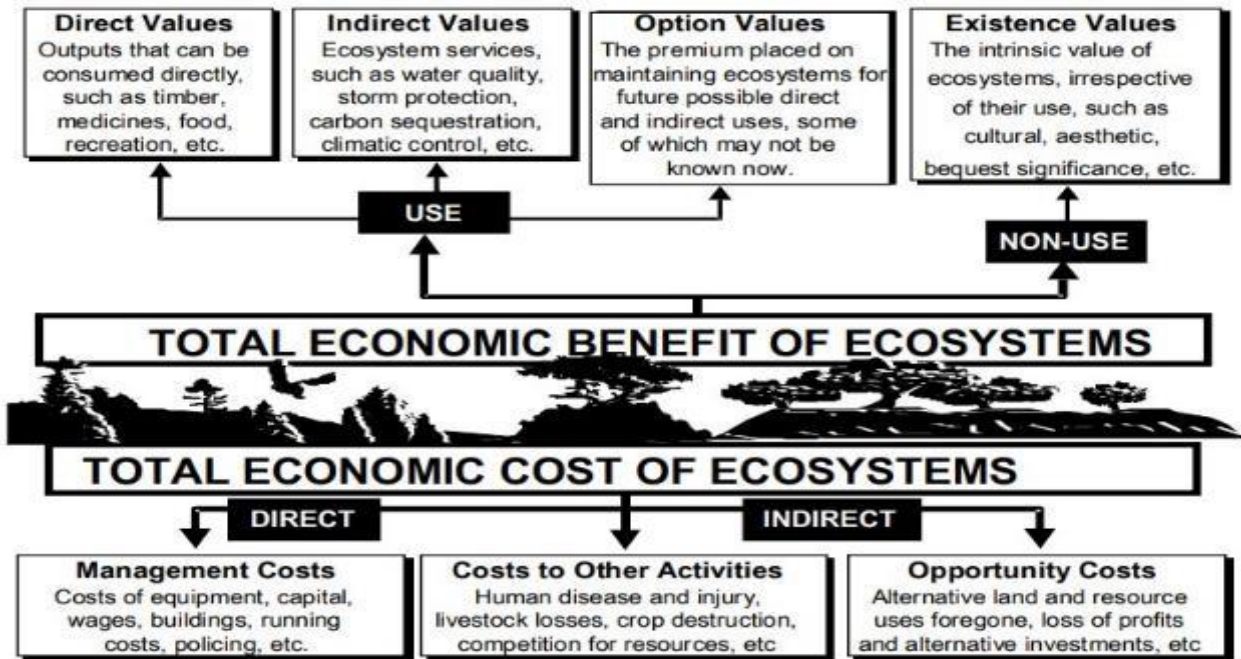 Direct Values
Outputs that can be
consumed directly,
such as timber,
medicines, food,
recreation, etc.
Indirect Values
Ecosystem services,
such as water quality,
storm protection,
carbon sequestration,
climatic control, etc.
Option Values
The premium placed on
maintaining ecosystems for
future possible direct
and indirect uses, some
of which may not be
known now.
Existence Values
The intrinsic value of
ecosystems, irrespective
of their use, such as
cultural, aesthetic,
bequest significance, etc.
USE
NON-USE
TOTAL ECONOMIC BENEFIT OF ECOSYSTEMS
TOTAL ECONOMIC COST OF ECOSYSTEMS
DIRECT
INDIRECT
Management Costs
Costs of equipment, capital,
wages, buildings, running
costs, policing, etc.
Costs to Other Activities
Human disease and injury,
livestock losses, crop destruction,
competition for resources, etc
Opportunity Costs
Alternative land and resource
uses foregone, loss of profits
and alternative investments, etc